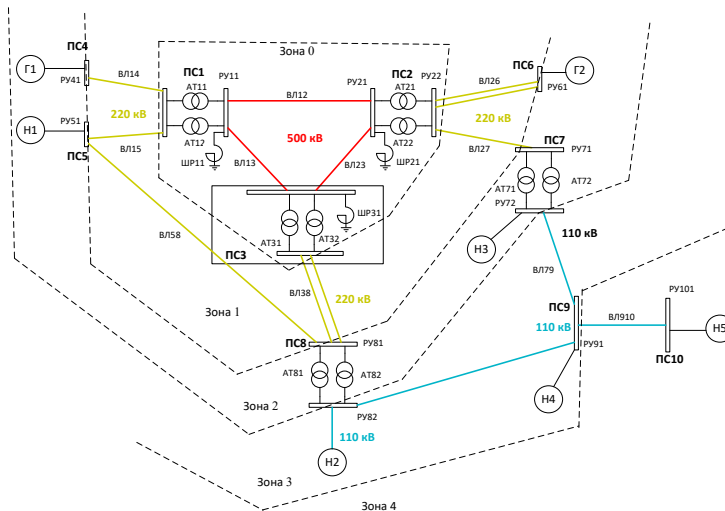 ПС4
Зона 0
Г1
РУ41
ВЛ14
ПС1
АТ11
РУ11
ВЛ12
РУ21
ПС2
АТ21
РУ22
ВЛ26
ПС6
Г2
РУ61
Н1
РУ51
220 кВ
АТ12
500 кВ
АТ22
220 кВ
ПС5
ВЛ15
ШР11
ВЛ13
ВЛ23
ШР21
ВЛ27
ПС7
РУ71
АТ71
АТ72
РУ72
ШР31
Н3
110 кВ
ПС3
АТ31
АТ32
ВЛ58
ВЛ38
220 кВ
ВЛ79
Зона 1
ПС9
РУ101
ВЛ910
110 кВ
Н5
ПС8
РУ81
РУ91
ПС10
АТ81
АТ82
Зона 2
Н4
РУ82
110 кВ
Н2
Зона 3
Зона 4